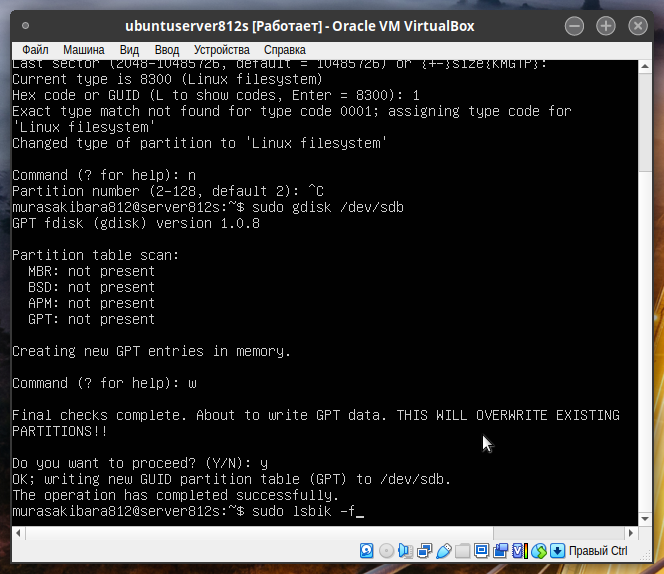 ubuntuserver812s [Работает] - Oracle VM VirtualBox
Файл Машина Вид Ввод Устройства Справка
Last sector (2048-10485726, default = 10485726) or {+-}size{KMGTP}:
Current type is 8300 (Linux filesystem)
Hex code or GUID (L to show codes, Enter = 8300): 1
Exact type match not found for type code 0001; assigning type code for
'Linux filesystem'
Changed type of partition to 'Linux filesystem'
Command (? for help): n
Partition number (2-128, default 2): ^C
murasakibara812@server812s:~$ sudo gdisk /dev/sdb
GPT fdisk (gdisk) version 1.0.8
Partition table scan:
MBR: not present
BSD: not present
APM: not present
GPT: not present
Creating new GPT entries in memory.
Command (? for help): w
Final checks complete. About to write GPT data. THIS WILL OVERWRITE EXISTING
PARTITIONS!!
Do you want to proceed? (Y/N): y
OK; writing new GUID partition table (GPT) to /dev/sdb.
The operation has completed successfully.
murasakibara812@server812s:~$ sudo lsbik -f_
Правый Ctrl